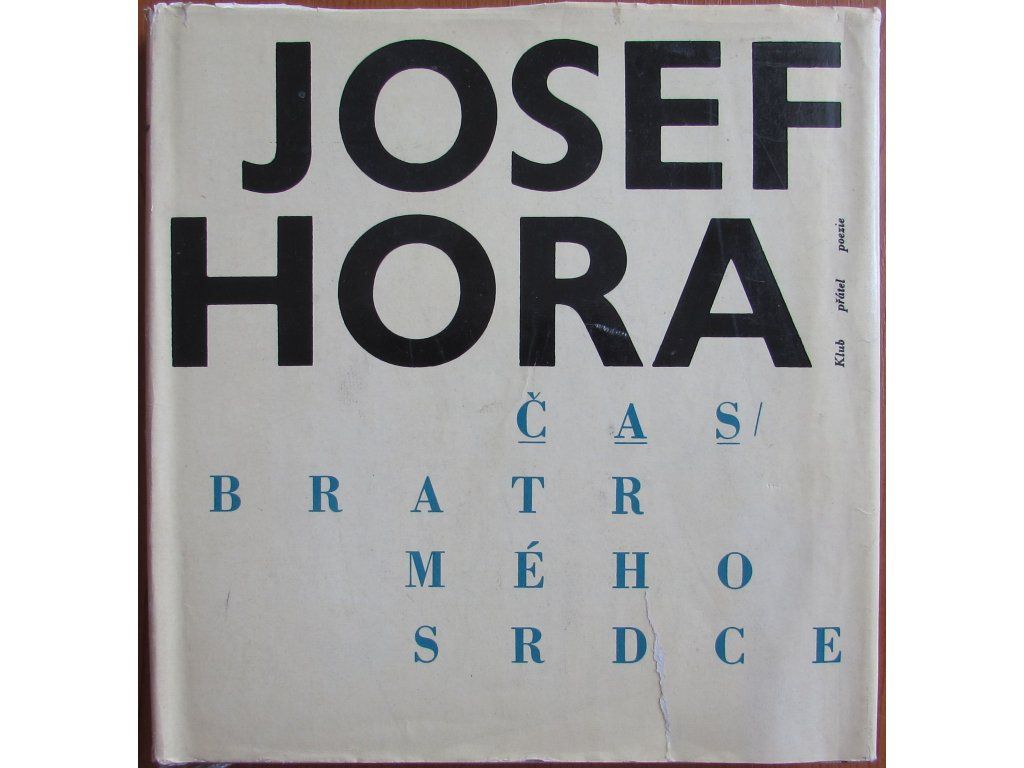 JOSEF
HORA
Klub přátel poezie
ČAS/
BRATR
MÉHO
SRDCE